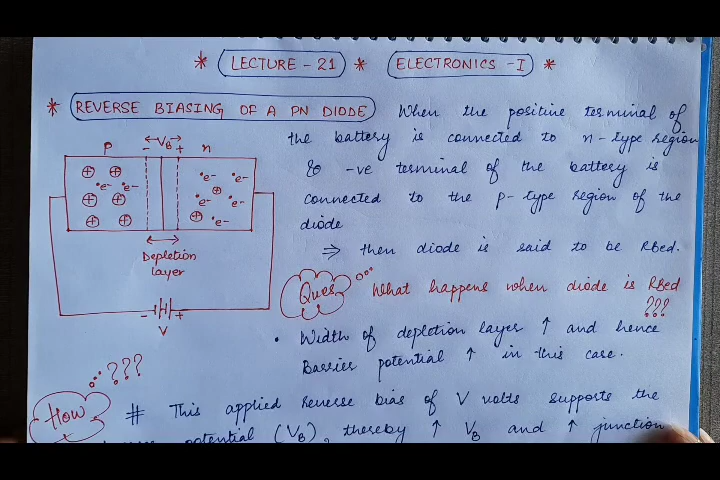 * LECTURE - 21 * ELECTRONICS - I *
* REVERSE BIASING OF A PN DIODE When the positive terminal of
the battery is connected to n-type region
& -ve terminal of the battery is
connected to the p-type region of the
diode
⇒ then diode is said to be RBed.
P - VB + n
⊕ ⊕ •e- •e-
•e- •e- ⊕
⊕ ⊕ •e- •e-
⊕ ⊕ ⊕ •e-
Depletion
layer
- +
V
Ques What happens when diode is RBed
???
• Width of depletion layer ↑ and hence
Barrier potential ↑ in this case.
???
How # This applied reverse bias of V volts supports the
potential (VB), thereby ↑ VB and ↑ junction